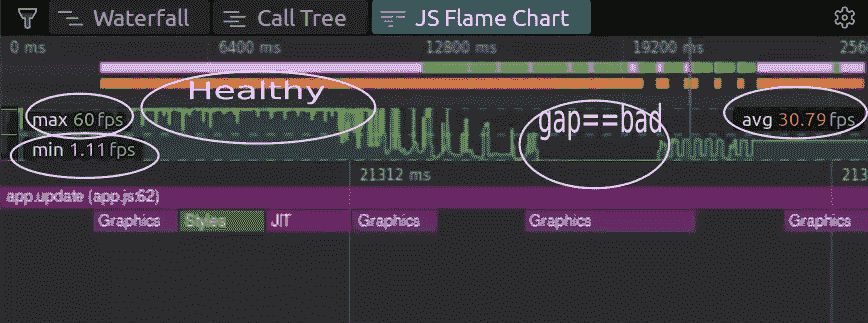 Waterfall Call Tree JS Flame Chart
0 ms 6400 ms 12800 ms 19200 ms 256
Healthy
max 60 fps gap==bad avg 30.79 fps
min 1.11 fps
21312 ms 213
app.update (app.js:62)
Graphics Styles JIT Graphics Graphics Graphics